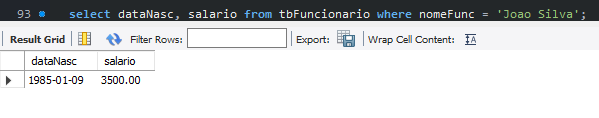 93 select dataNasc, salario from tbFuncionario where nomeFunc = 'Joao Silva';
Result Grid Filter Rows: Export: Wrap Cell Content:
dataNasc salario
1985-01-09 3500.00